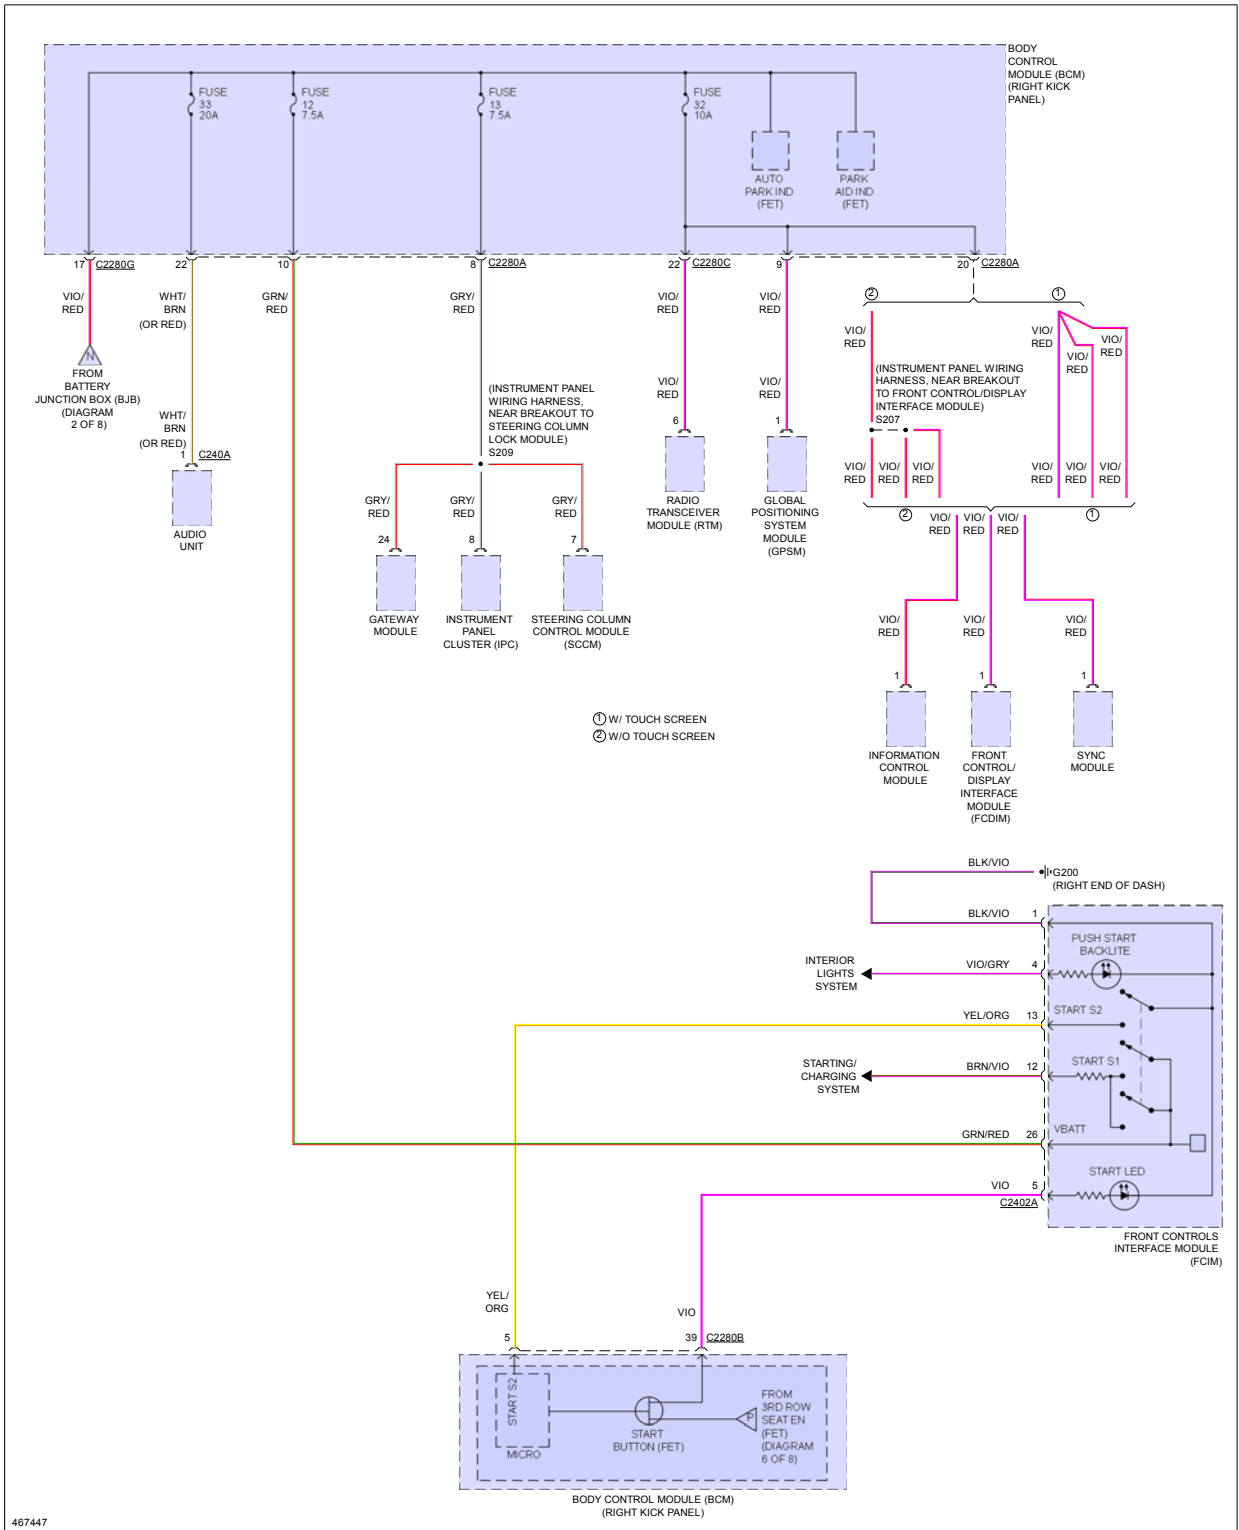 BODY
CONTROL
MODULE (BCM)
(RIGHT KICK
PANEL)
FUSE
33
20A
FUSE
12
7.5A
FUSE
13
7.5A
FUSE
32
10A
AUTO
PARK IND
(FET)
PARK
AID IND
(FET)
17 C2280G
22
10
8 C2280A
22 C2280C
9
20 C2280A
VIO/
RED
WHT/
BRN
(OR RED)
GRN/
RED
GRY/
RED
VIO/
RED
VIO/
RED
2
1
VIO/
RED
VIO/
RED
VIO/
RED
VIO/
RED
N
FROM
BATTERY
JUNCTION BOX (BJB)
(DIAGRAM
2 OF 8)
WHT/
BRN
(OR RED)
1 C240A
AUDIO
UNIT
(INSTRUMENT PANEL
WIRING HARNESS,
NEAR BREAKOUT TO
STEERING COLUMN
LOCK MODULE)
S209
GRY/
RED
GRY/
RED
GRY/
RED
24
8
7
GATEWAY
MODULE
INSTRUMENT
PANEL
CLUSTER (IPC)
STEERING COLUMN
CONTROL MODULE
(SCCM)
VIO/
RED
6
RADIO
TRANSCEIVER
MODULE (RTM)
VIO/
RED
1
GLOBAL
POSITIONING
SYSTEM
MODULE
(GPSM)
(INSTRUMENT PANEL WIRING
HARNESS, NEAR BREAKOUT
TO FRONT CONTROL/DISPLAY
INTERFACE MODULE)
S207
VIO/
RED
VIO/
RED
VIO/
RED
VIO/
RED
VIO/
RED
VIO/
RED
2
1
VIO/
RED
VIO/
RED
VIO/
RED
VIO/
RED
VIO/
RED
VIO/
RED
1
1
1
INFORMATION
CONTROL
MODULE
FRONT
CONTROL/
DISPLAY
INTERFACE
MODULE
(FCDIM)
SYNC
MODULE
1 W/ TOUCH SCREEN
2 W/O TOUCH SCREEN
BLK/VIO
G200
(RIGHT END OF DASH)
BLK/VIO 1
PUSH START
BACKLITE
INTERIOR
LIGHTS
SYSTEM
VIO/GRY 4
YEL/ORG 13
START S2
STARTING/
CHARGING
SYSTEM
BRN/VIO 12
START S1
GRN/RED 26
VBATT
START LED
VIO 5
C2402A
FRONT CONTROLS
INTERFACE MODULE
(FCIM)
YEL/
ORG
VIO
5
39 C2280B
START S2
MICRO
START
BUTTON (FET)
P
FROM
3RD ROW
SEAT EN
(FET)
(DIAGRAM
6 OF 8)
BODY CONTROL MODULE (BCM)
(RIGHT KICK PANEL)
467447